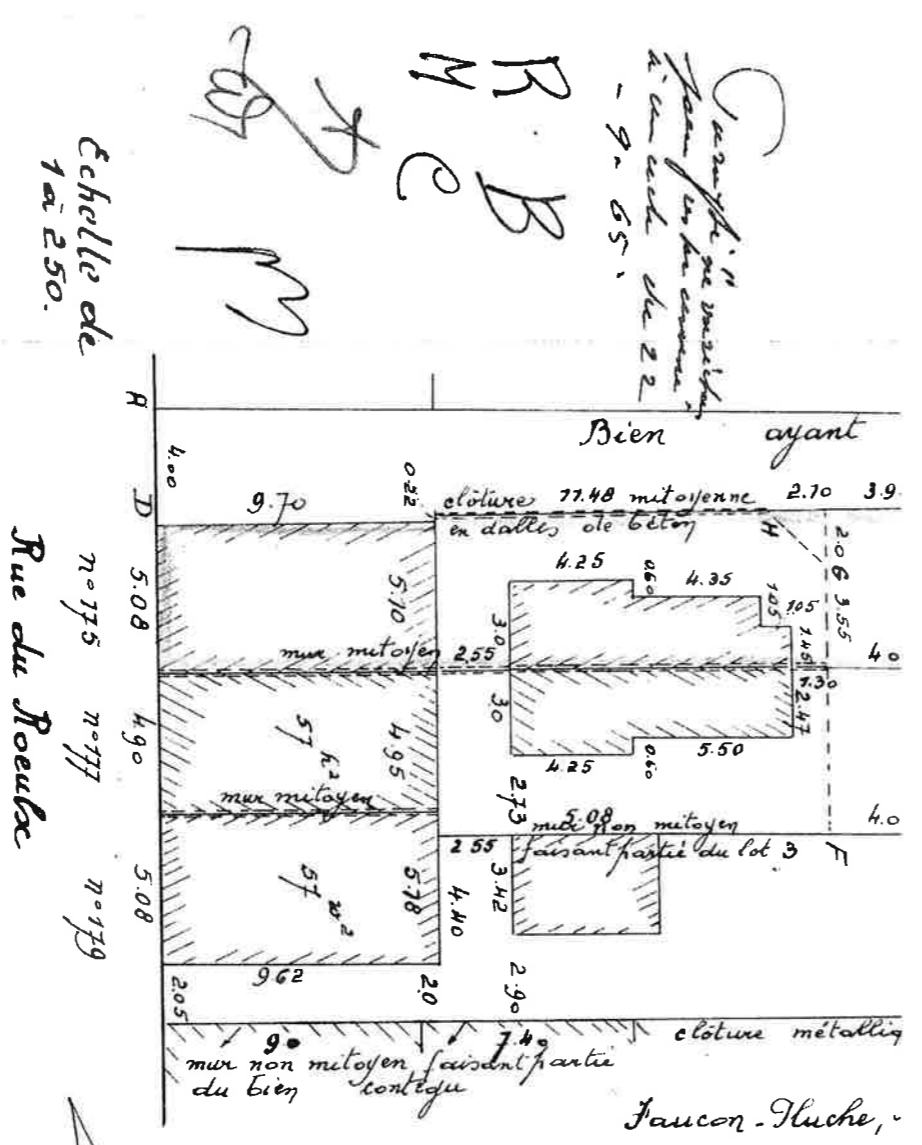 - 9 - 65.
R. B
M C
Echelle de
1 à 250.
A
Bien ayant
D
4.00
9.70
0.22
clôture 11.48 mitoyenne 2.10 3.9
en dalles de béton
H
2.06
3.55
4.25
0.60
4.35
1.05
1.05
1.45
5.08
n° 175
5.10
3.0
mur mitoyen 2.55
4.0
1.30
2.47
Rue du Roeulx
4.90
n° 177
57 m²
4.95
3.0
4.25
0.60
5.50
mur mitoyen
2.73
5.08
mur non mitoyen
4.0
2.55
faisant partie du lot 3
F
5.08
n° 179
57 m²
5.18
4.40
3.42
9.62
2.05
2.0
2.90
9.0
7.40
clôture métalliq
mur non mitoyen faisant partie
du bien contigu
Faucon - Huche,